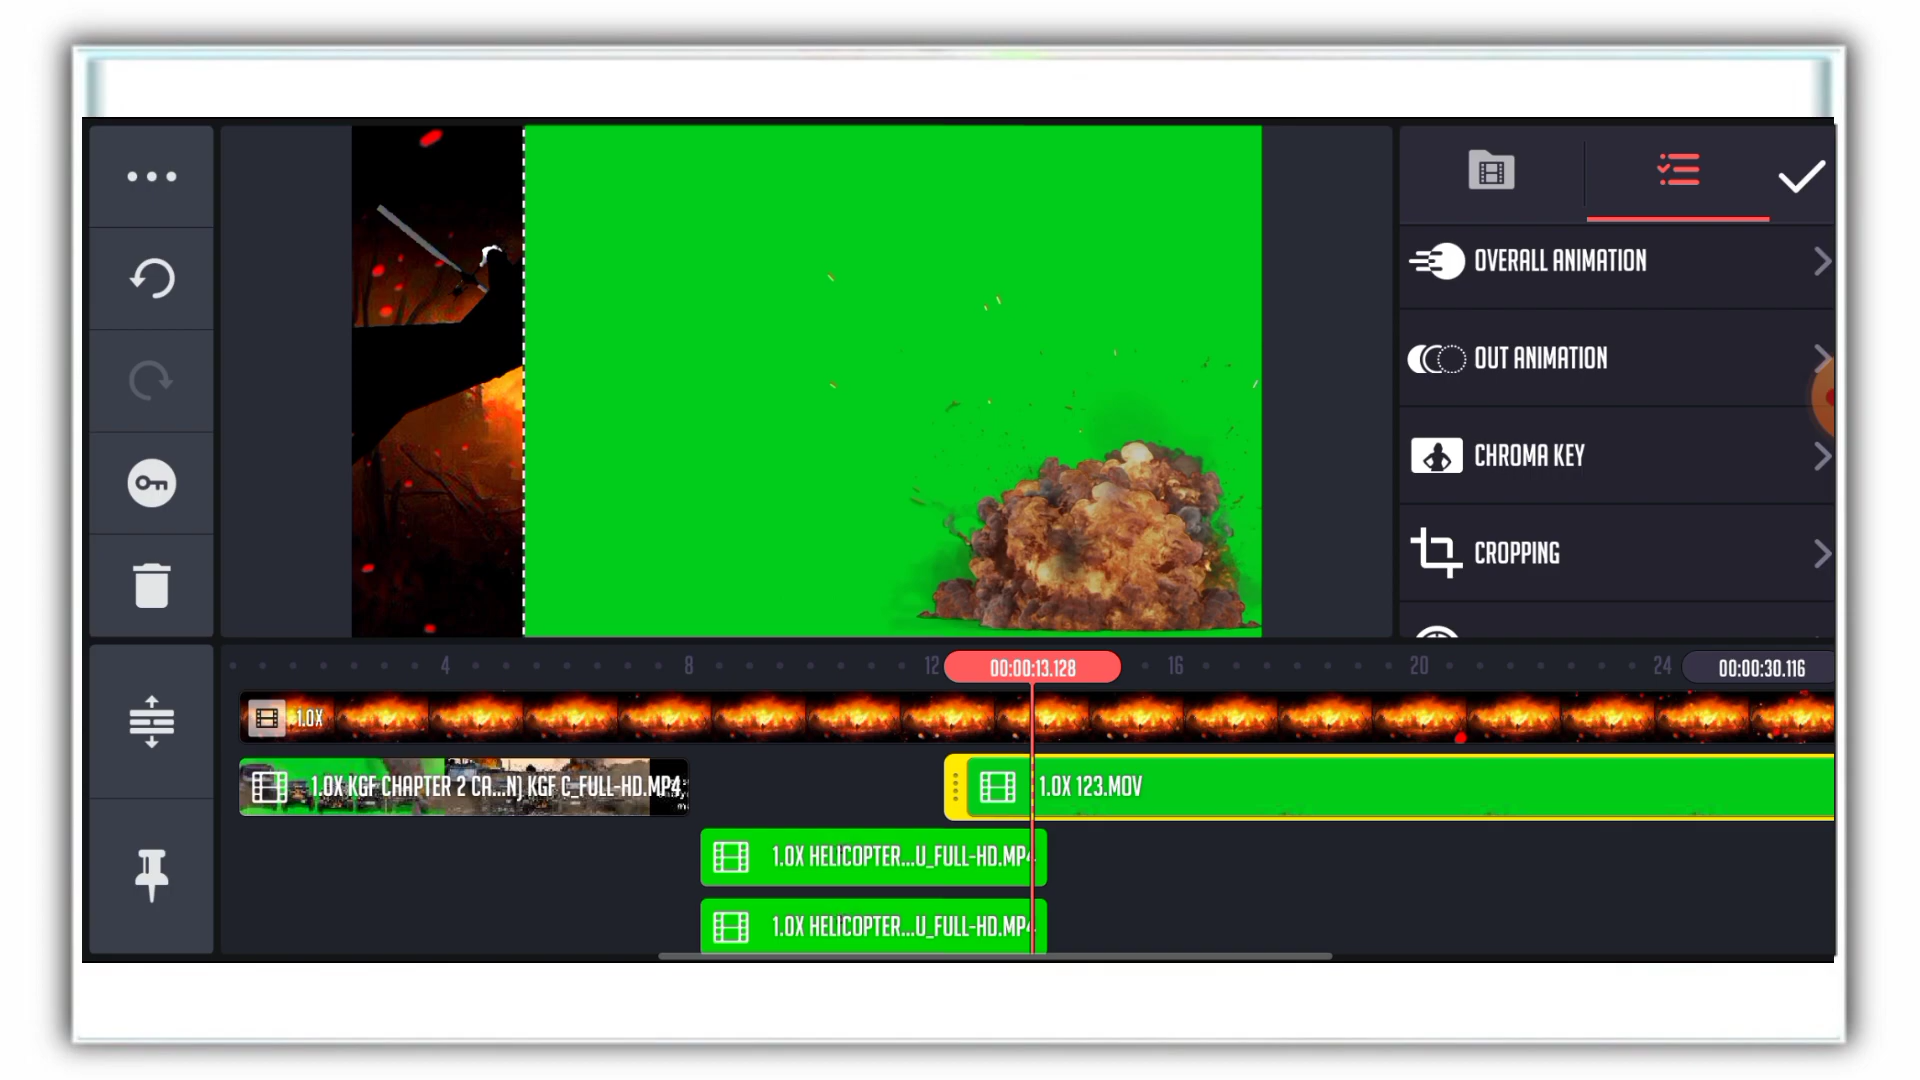 OVERALL ANIMATION
OUT ANIMATION
CHROMA KEY
CROPPING
4 8 12 00:00:13.128 16 20 24 00:00:30.116
1.0X
1.0X KGF CHAPTER 2 CA...N) KGF C_FULL-HD.MP4
1.0X 123.MOV
1.0X HELICOPTER...U_FULL-HD.MP4
1.0X HELICOPTER...U_FULL-HD.MP4